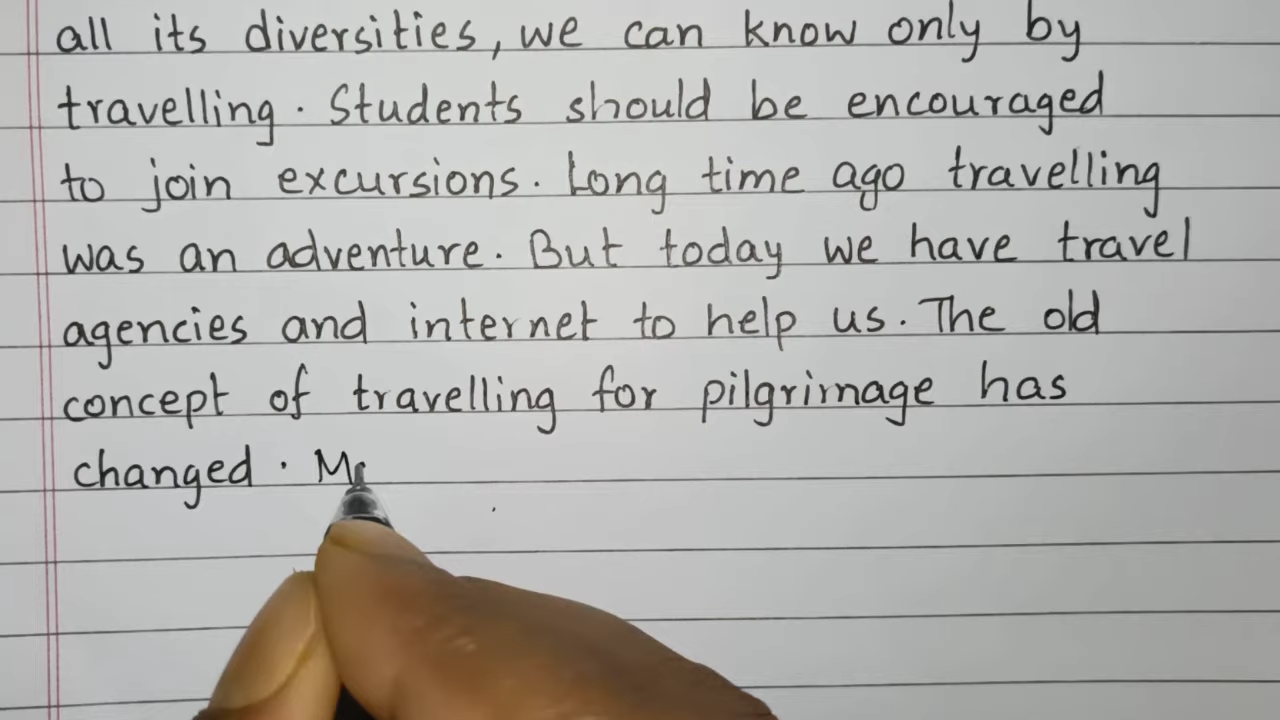 all its diversities, we can know only by
travelling. Students should be encouraged
to join excursions. Long time ago travelling
was an adventure. But today we have travel
agencies and internet to help us. The old
concept of travelling for pilgrimage has
changed.